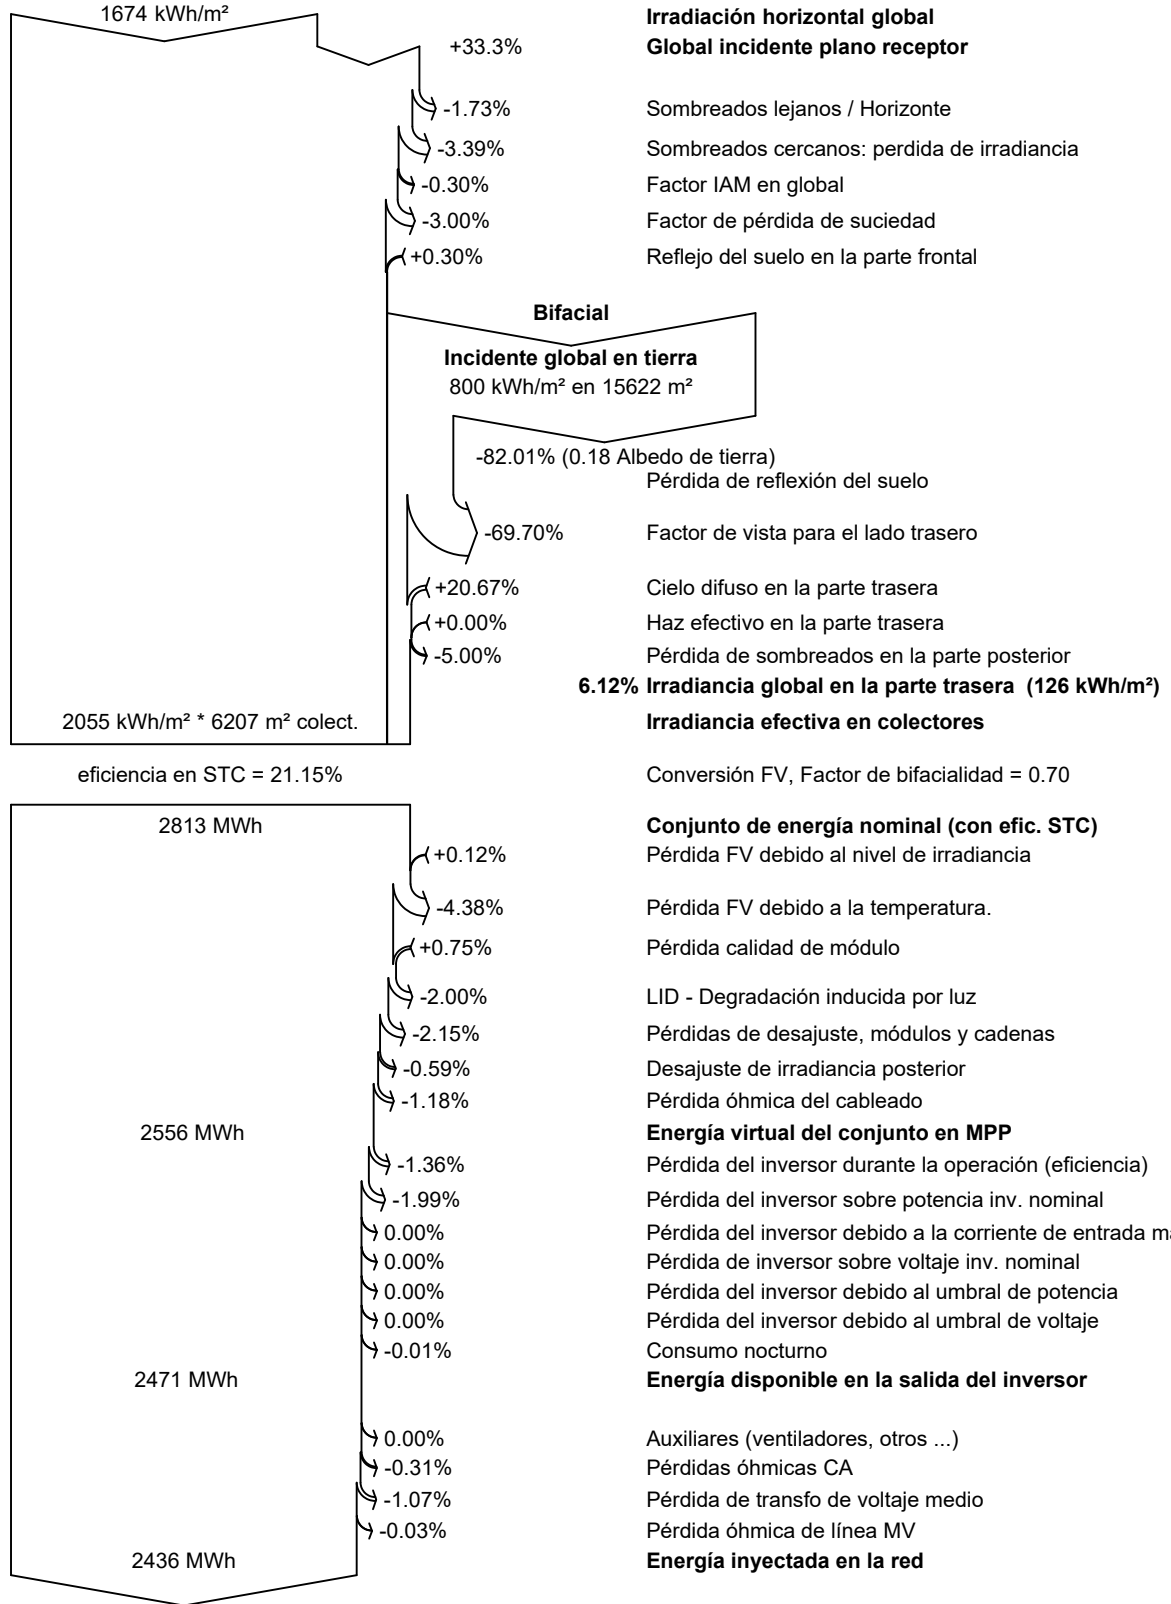 1674 kWh/m² Irradiación horizontal global
+33.3% Global incidente plano receptor
-1.73% Sombreados lejanos / Horizonte
-3.39% Sombreados cercanos: perdida de irradiancia
-0.30% Factor IAM en global
-3.00% Factor de pérdida de suciedad
+0.30% Reflejo del suelo en la parte frontal
Bifacial
Incidente global en tierra
800 kWh/m² en 15622 m²
-82.01% (0.18 Albedo de tierra)
Pérdida de reflexión del suelo
-69.70% Factor de vista para el lado trasero
+20.67% Cielo difuso en la parte trasera
+0.00% Haz efectivo en la parte trasera
-5.00% Pérdida de sombreados en la parte posterior
6.12% Irradiancia global en la parte trasera (126 kWh/m²)
2055 kWh/m² * 6207 m² colect. Irradiancia efectiva en colectores
eficiencia en STC = 21.15% Conversión FV, Factor de bifacialidad = 0.70
2813 MWh Conjunto de energía nominal (con efic. STC)
+0.12% Pérdida FV debido al nivel de irradiancia
-4.38% Pérdida FV debido a la temperatura.
+0.75% Pérdida calidad de módulo
-2.00% LID - Degradación inducida por luz
-2.15% Pérdidas de desajuste, módulos y cadenas
-0.59% Desajuste de irradiancia posterior
-1.18% Pérdida óhmica del cableado
2556 MWh Energía virtual del conjunto en MPP
-1.36% Pérdida del inversor durante la operación (eficiencia)
-1.99% Pérdida del inversor sobre potencia inv. nominal
0.00% Pérdida del inversor debido a la corriente de entrada
0.00% Pérdida de inversor sobre voltaje inv. nominal
0.00% Pérdida del inversor debido al umbral de potencia
0.00% Pérdida del inversor debido al umbral de voltaje
-0.01% Consumo nocturno
2471 MWh Energía disponible en la salida del inversor
0.00% Auxiliares (ventiladores, otros ...)
-0.31% Pérdidas óhmicas CA
-1.07% Pérdida de transfo de voltaje medio
-0.03% Pérdida óhmica de línea MV
2436 MWh Energía inyectada en la red